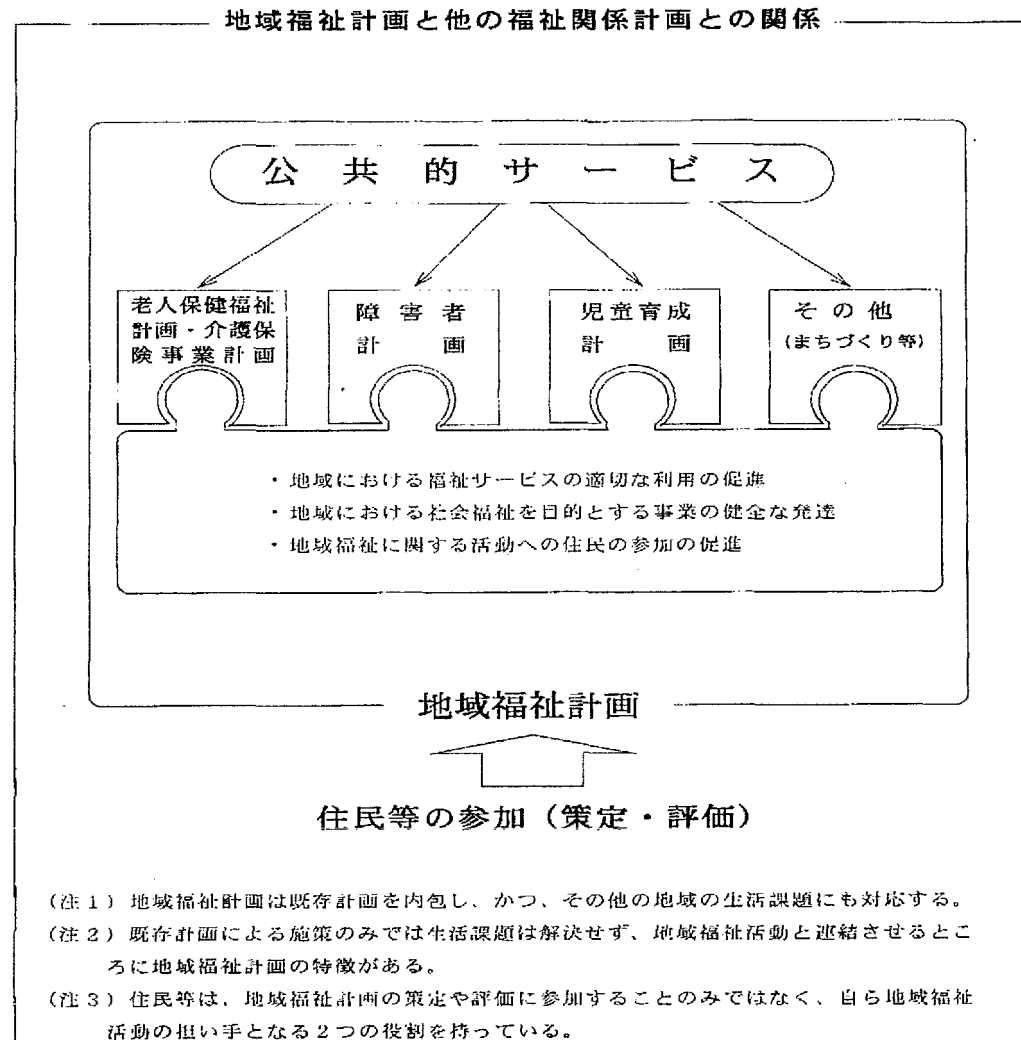 地域福祉計画と他の福祉関係計画との関係
公共的サービス
老人保健福祉
計画・介護保
険事業計画
障害者
計画
児童育成
計画
その他
(まちづくり等)
・地域における福祉サービスの適切な利用の促進
・地域における社会福祉を目的とする事業の健全な発達
・地域福祉に関する活動への住民の参加の促進
地域福祉計画
住民等の参加(策定・評価)
(注1)地域福祉計画は既存計画を内包し、かつ、その他の地域の生活課題にも対応する。
(注2)既存計画による施策のみでは生活課題は解決せず、地域福祉活動と連結させるとこ
ろに地域福祉計画の特徴がある。
(注3)住民等は、地域福祉計画の策定や評価に参加することのみではなく、自ら地域福祉
活動の担い手となる2つの役割を持っている。